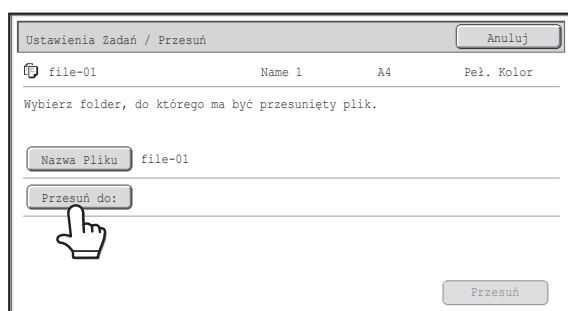 Ustawienia Zadań / Przesuń Anuluj
file-01 Name 1 A4 Peł. Kolor
Wybierz folder, do którego ma być przesunięty plik.
Nazwa Pliku file-01
Przesuń do:
Przesuń